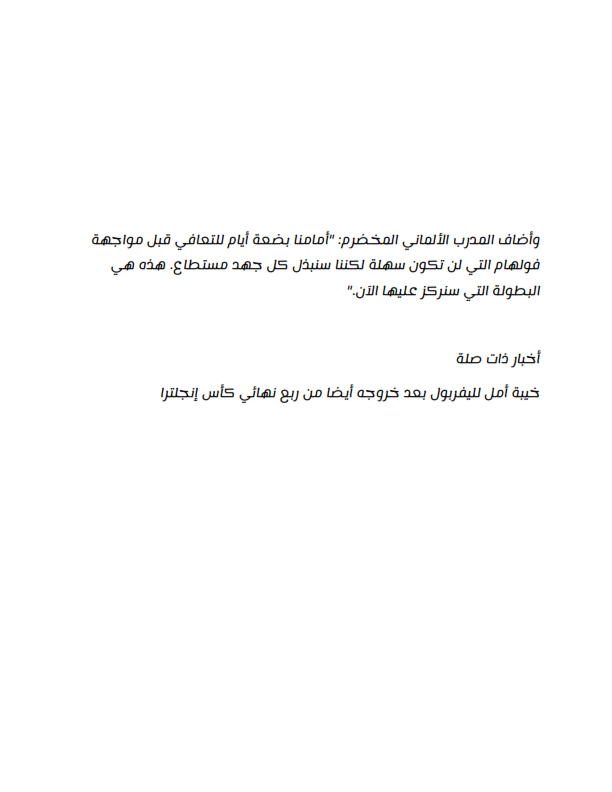 وأضاف المدرب الألماني المخضرم: "أمامنا بضعة أيام للتعافي قبل مواجهة
فولهام التي لن تكون سهلة لكننا سنبذل كل جهد مستطاع. هذه هي
البطولة التي سنركز عليها الآن."
أخبار ذات صلة
خيبة أمل لليفربول بعد خروجه أيضا من ربع نهائي كأس إنجلترا